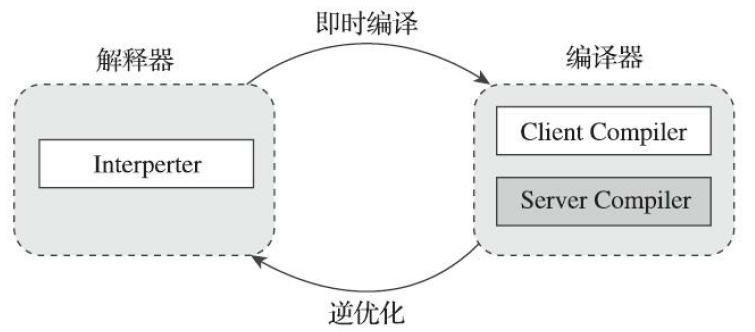 即时编译
解释器
编译器
Interperter
Client Compiler
Server Compiler
逆优化